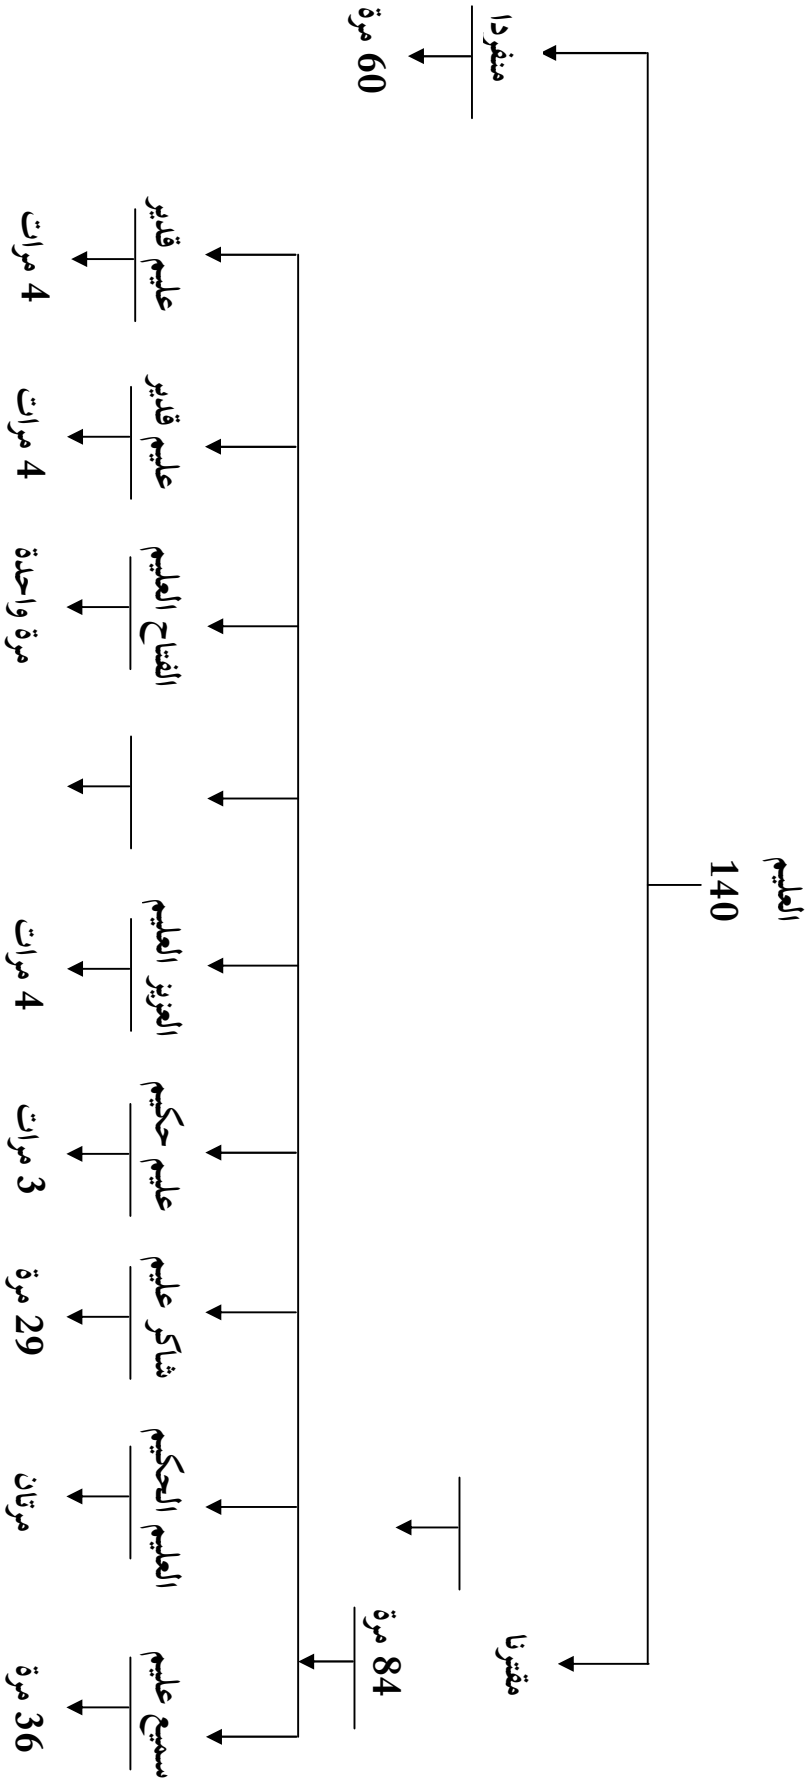 العليم
140
مقترنا
منفردا
84 مرة
60 مرة
سميع عليم
العليم الحكيم
شاكر عليم
عليم حكيم
العزيز العليم
الفتاح العليم
عليم قدير
عليم قدير
36 مرة
مرتان
29 مرة
3 مرات
4 مرات
مرة واحدة
4 مرات
4 مرات